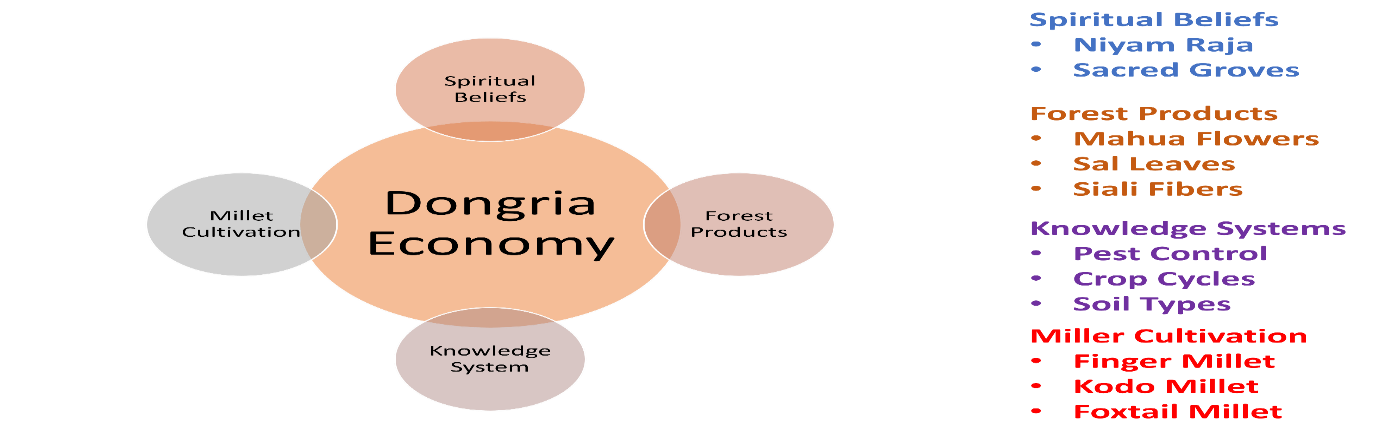 Spiritual
Beliefs
Millet
Cultivation
Dongria
Economy
Forest
Products
Knowledge
System
Spiritual Beliefs
• Niyam Raja
• Sacred Groves
Forest Products
• Mahua Flowers
• Sal Leaves
• Siali Fibers
Knowledge Systems
• Pest Control
• Crop Cycles
• Soil Types
Miller Cultivation
• Finger Millet
• Kodo Millet
• Foxtail Millet